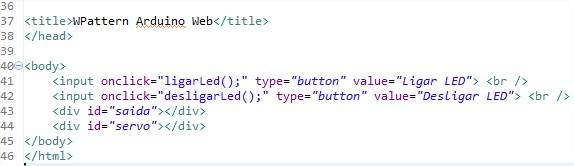 36
37 <title>WPattern Arduino Web</title>
38 </head>
39
40 <body>
41 <input onclick="ligarLed();" type="button" value="Ligar LED"> <br />
42 <input onclick="desligarLed();" type="button" value="Desligar LED"> <br />
43 <div id="saida"></div>
44 <div id="servo"></div>
45 </body>
46 </html>